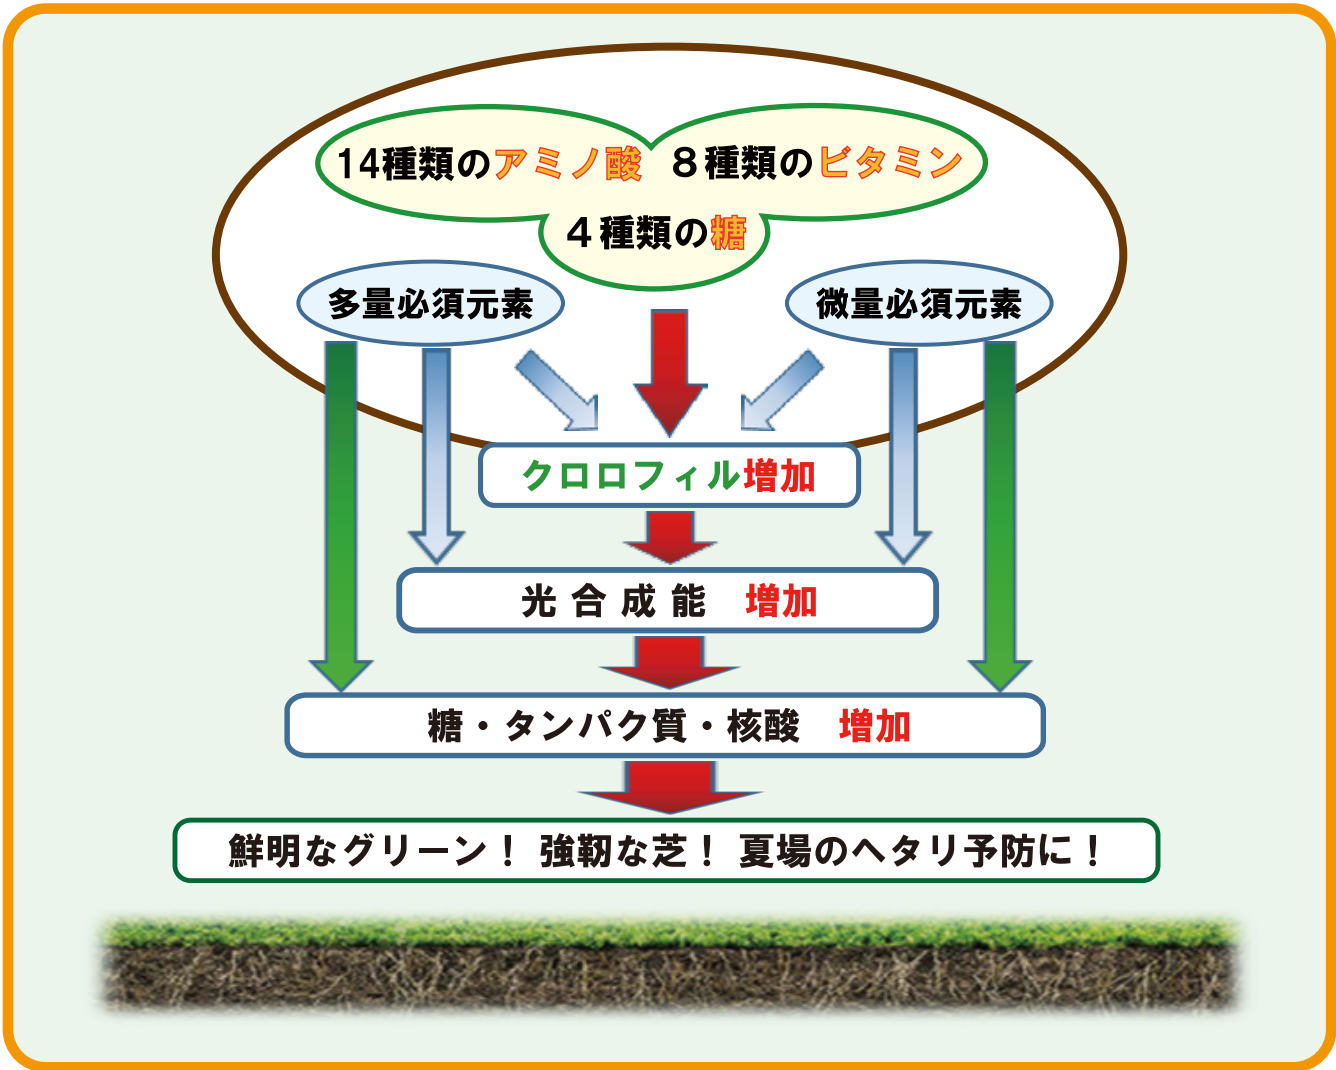 14種類のアミノ酸 8種類のビタミン
4種類の糖
多量必須元素 微量必須元素
クロロフィル増加
光合成能 増加
糖・タンパク質・核酸 増加
鮮明なグリーン！ 強靭な芝！ 夏場のヘタリ予防に！